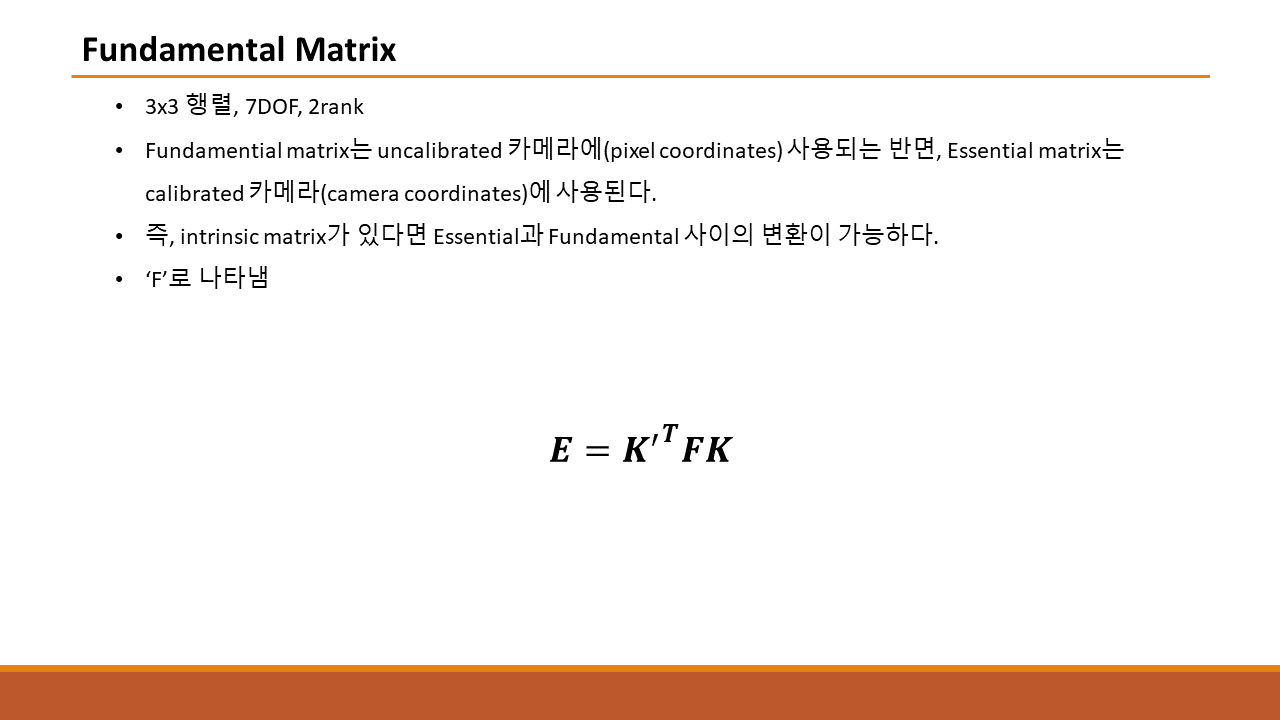 Fundamental Matrix
• 3x3 행렬, 7DOF, 2rank
• Fundamential matrix는 uncalibrated 카메라에(pixel coordinates) 사용되는 반면, Essential matrix는
calibrated 카메라(camera coordinates)에 사용된다.
• 즉, intrinsic matrix가 있다면 Essential과 Fundamental 사이의 변환이 가능하다.
• ‘F’로 나타냄
E = K′ᵀFK